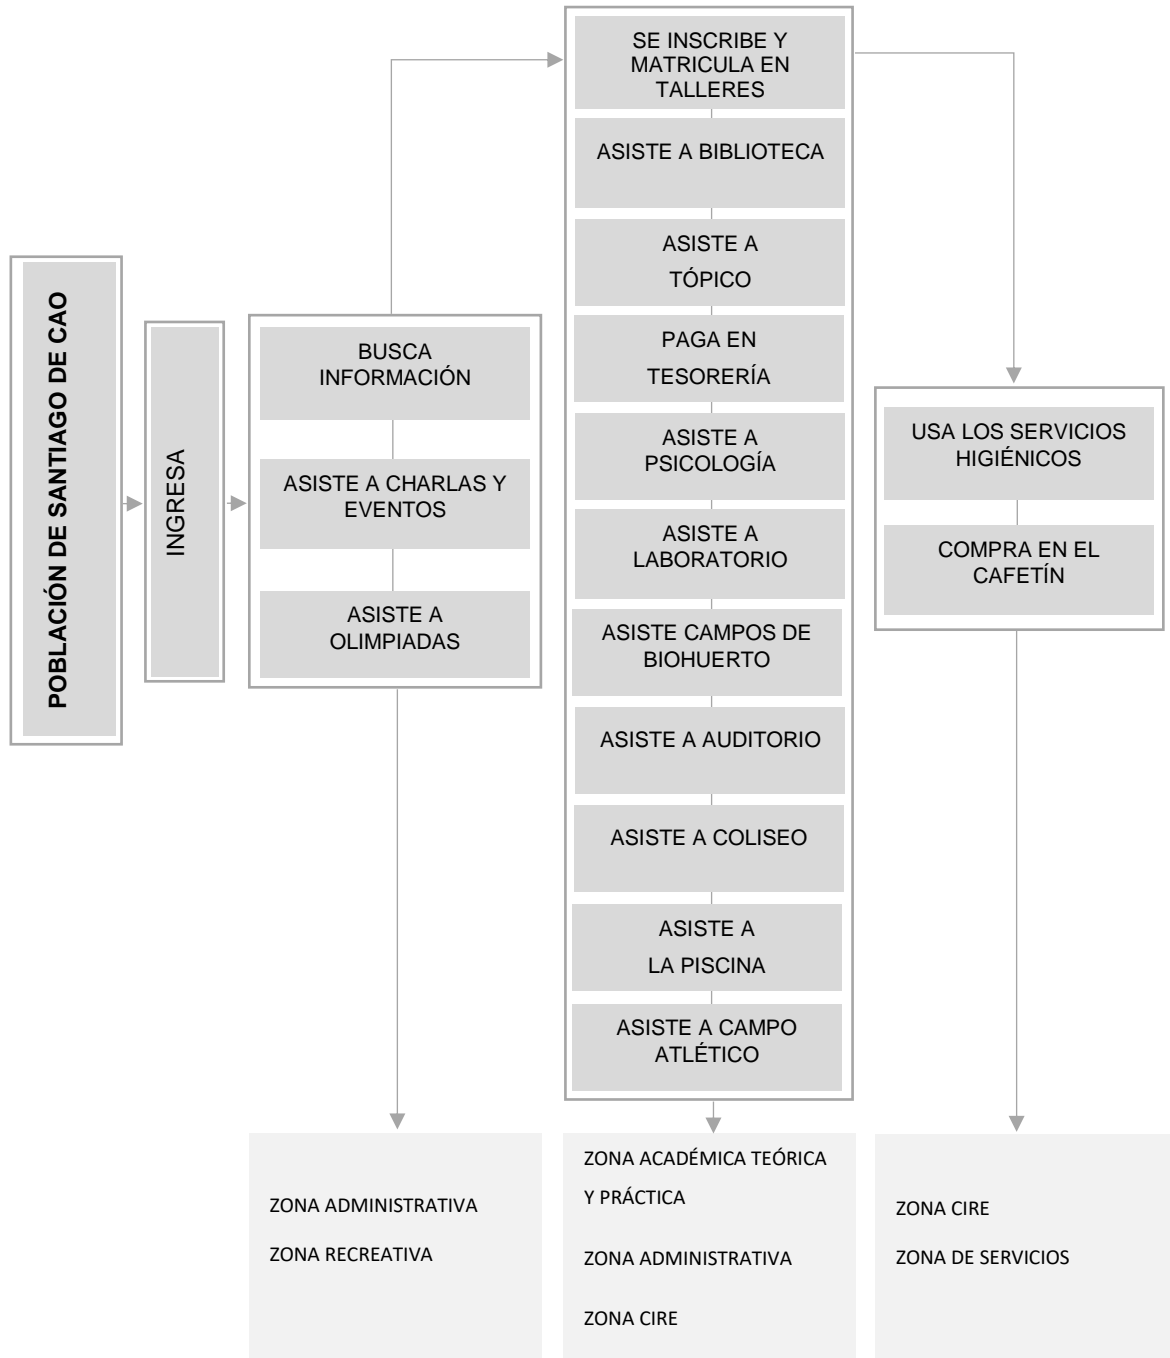 POBLACIÓN DE SANTIAGO DE CAO
INGRESA
BUSCA
INFORMACIÓN
ASISTE A CHARLAS Y
EVENTOS
ASISTE A
OLIMPIADAS
SE INSCRIBE Y
MATRICULA EN
TALLERES
ASISTE A BIBLIOTECA
ASISTE A
TÓPICO
PAGA EN
TESORERÍA
ASISTE A
PSICOLOGÍA
ASISTE A
LABORATORIO
ASISTE CAMPOS DE
BIOHUERTO
ASISTE A AUDITORIO
ASISTE A COLISEO
ASISTE A
LA PISCINA
ASISTE A CAMPO
ATLÉTICO
USA LOS SERVICIOS
HIGIÉNICOS
COMPRA EN EL
CAFETÍN
ZONA ADMINISTRATIVA
ZONA RECREATIVA
ZONA ACADÉMICA TEÓRICA
Y PRÁCTICA
ZONA ADMINISTRATIVA
ZONA CIRE
ZONA CIRE
ZONA DE SERVICIOS